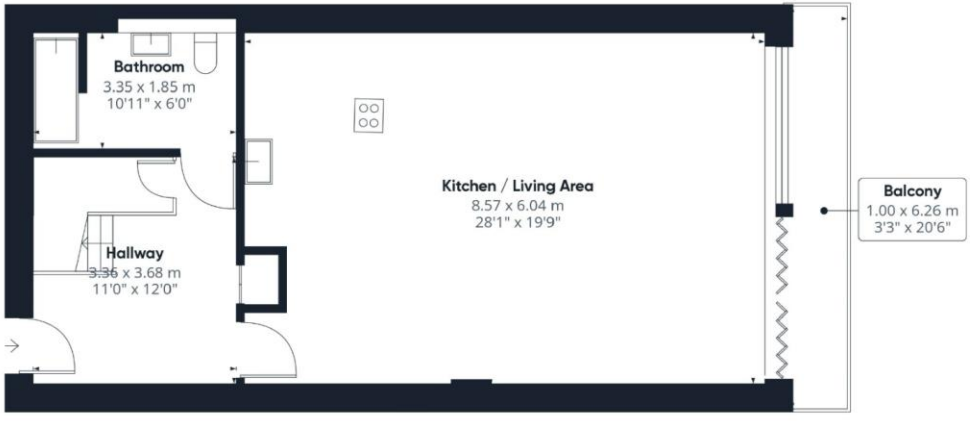 Bathroom
3.35 x 1.85 m
10'11" x 6'0"
Kitchen / Living Area
8.57 x 6.04 m
28'1" x 19'9"
Balcony
1.00 x 6.26 m
3'3" x 20'6"
Hallway
3.36 x 3.68 m
11'0" x 12'0"